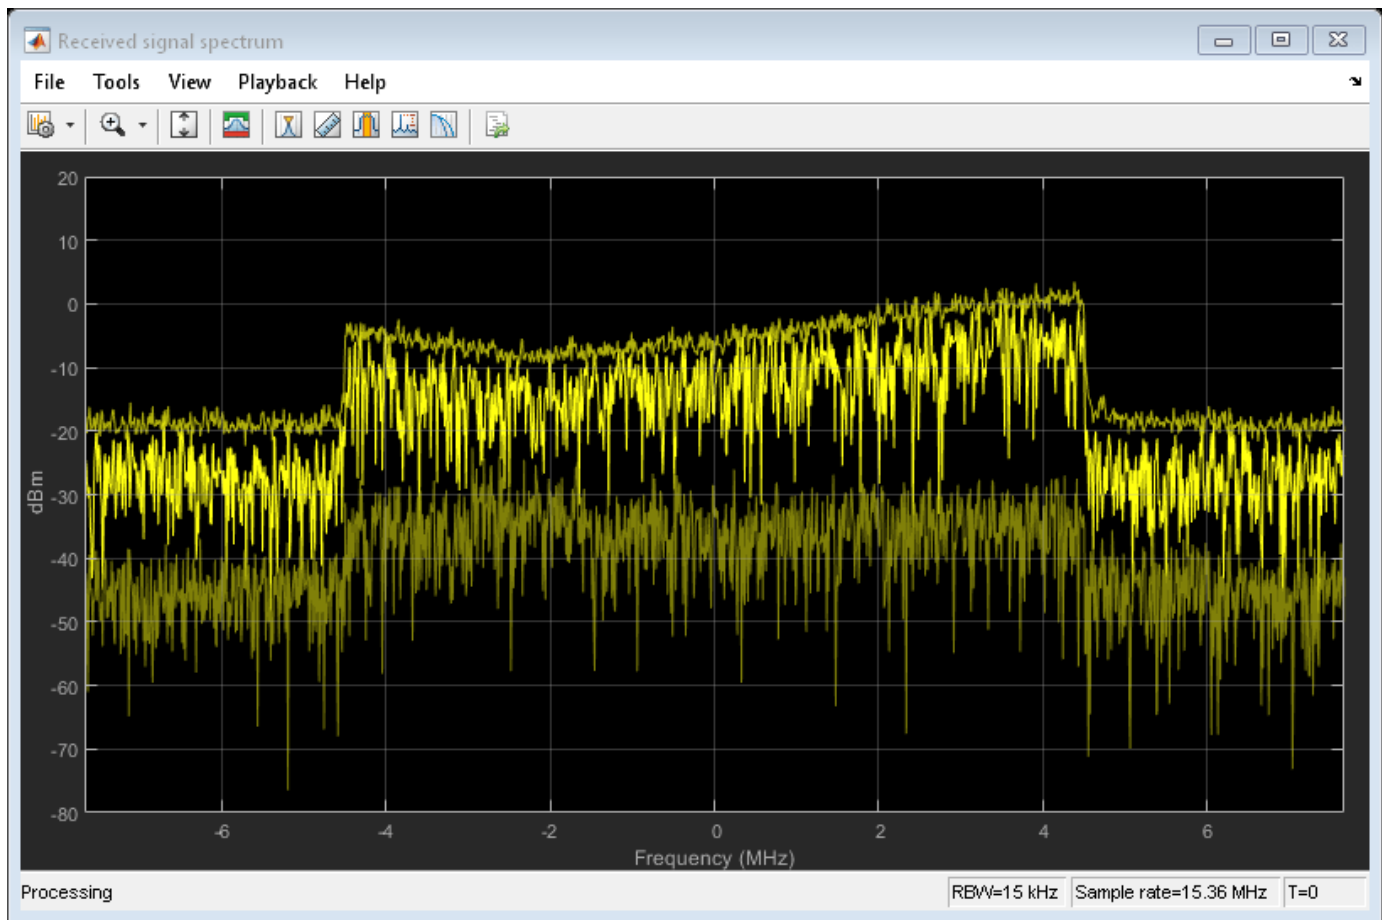 Received signal spectrum
File Tools View Playback Help
20
10
0
-10
-20
-30
-40
-50
-60
-70
-80
dBm
-6 -4 -2 0 2 4 6
Frequency (MHz)
Processing RBW=15 kHz Sample rate=15.36 MHz T=0